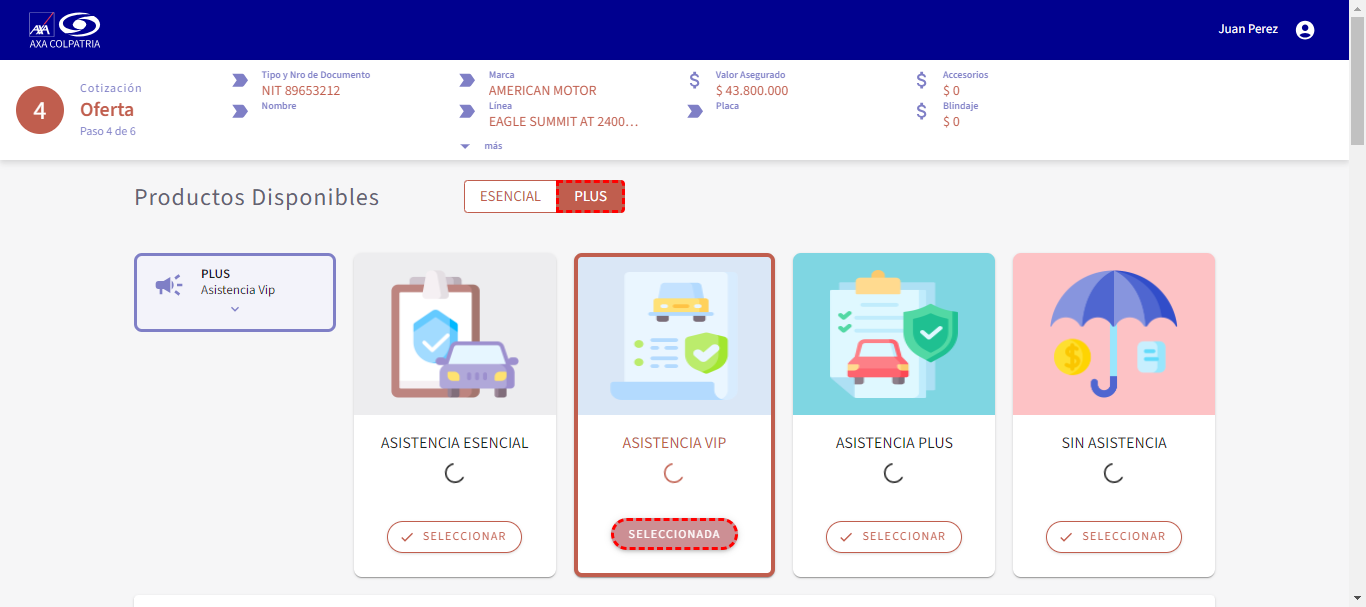 AXA
AXA COLPATRIA
Juan Perez
4
Cotización
Oferta
Paso 4 de 6
Tipo y Nro de Documento
NIT 89653212
Nombre
Marca
AMERICAN MOTOR
Línea
EAGLE SUMMIT AT 2400…
más
Valor Asegurado
$ 43.800.000
Placa
Accesorios
$ 0
Blindaje
$ 0
Productos Disponibles
ESENCIAL
PLUS
PLUS
Asistencia Vip
ASISTENCIA ESENCIAL
SELECCIONAR
ASISTENCIA VIP
SELECCIONADA
ASISTENCIA PLUS
SELECCIONAR
SIN ASISTENCIA
SELECCIONAR